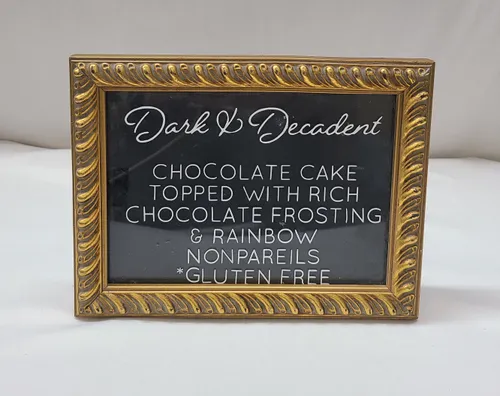 Dark & Decadent
CHOCOLATE CAKE
TOPPED WITH RICH
CHOCOLATE FROSTING
& RAINBOW
NONPAREILS
*GLUTEN FREE